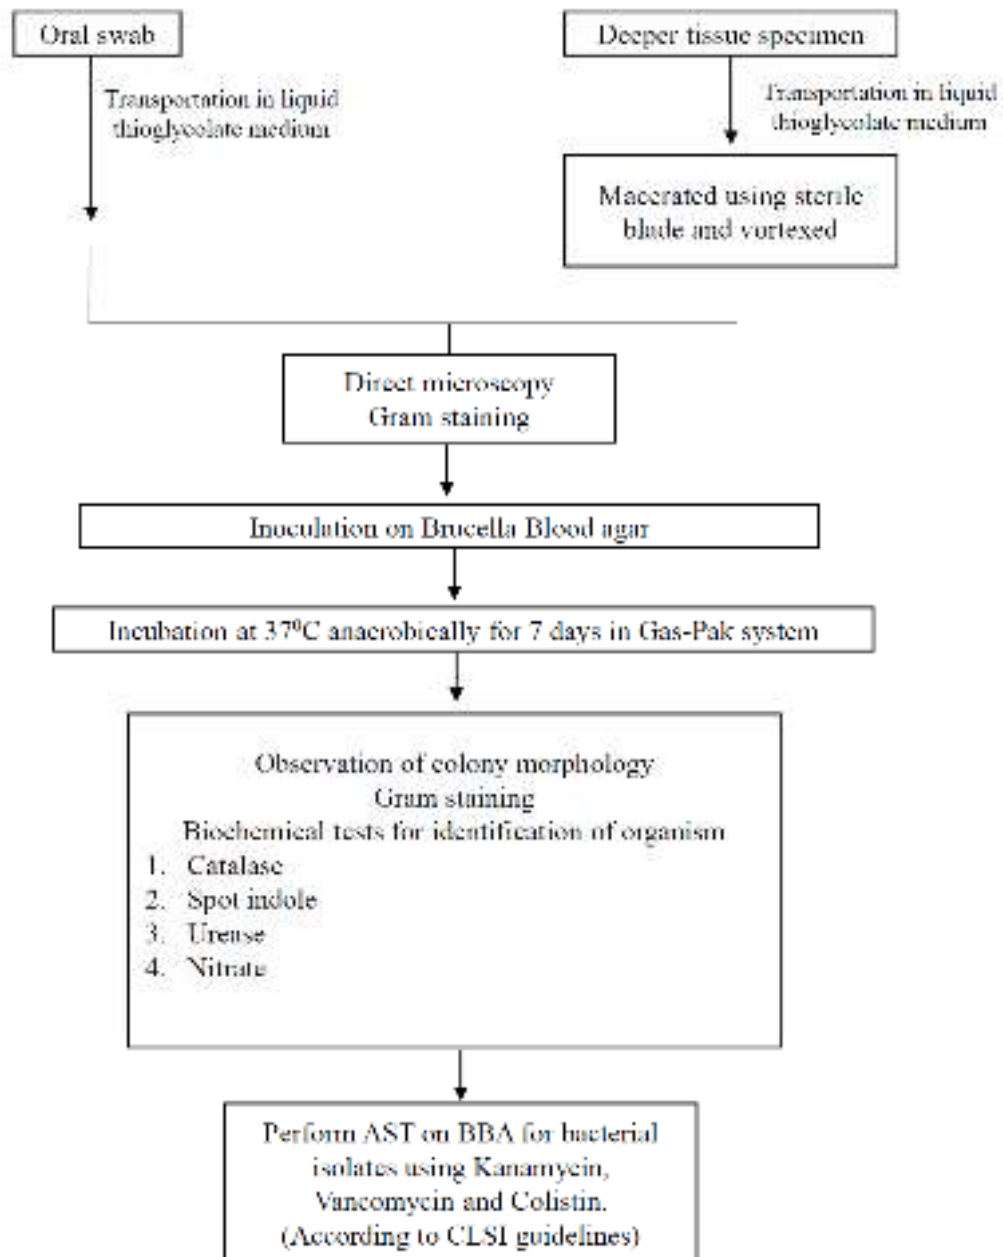 Oral swab
Deeper tissue specimen
Transportation in liquid
thioglycolate medium
Transportation in liquid
thioglycolate medium
Macerated using sterile
blade and vortexed
Direct microscopy
Gram staining
Inoculation on Brucella Blood agar
Incubation at 37⁰C anaerobically for 7 days in Gas-Pak system
Observation of colony morphology
Gram staining
Biochemical tests for identification of organism
1. Catalase
2. Spot indole
3. Urease
4. Nitrate
Perform AST on BBA for bacterial
isolates using Kanamycin,
Vancomycin and Colistin.
(According to CLSI guidelines)